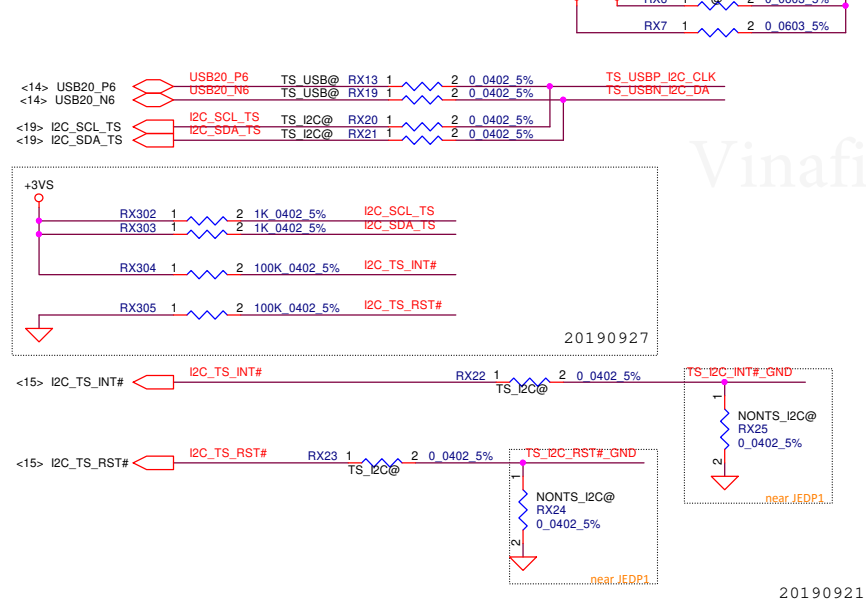 RX6 1 @ 2 0_0603_5%
RX7 1 2 0_0603_5%
<14> USB20_P6 USB20_P6 TS_USB@ RX13 1 2 0_0402_5% TS_USBP_I2C_CLK
<14> USB20_N6 USB20_N6 TS_USB@ RX19 1 2 0_0402_5% TS_USBN_I2C_DA
<19> I2C_SCL_TS I2C_SCL_TS TS_I2C@ RX20 1 2 0_0402_5%
<19> I2C_SDA_TS I2C_SDA_TS TS_I2C@ RX21 1 2 0_0402_5%
Vinafi
+3VS
RX302 1 2 1K_0402_5% I2C_SCL_TS
RX303 1 2 1K_0402_5% I2C_SDA_TS
RX304 1 2 100K_0402_5% I2C_TS_INT#
RX305 1 2 100K_0402_5% I2C_TS_RST#
20190927
<15> I2C_TS_INT# I2C_TS_INT# RX22 1 2 0_0402_5% TS_I2C_INT#_GND
TS_I2C@
1
NONTS_I2C@
RX25
0_0402_5%
2
near JEDP1
<15> I2C_TS_RST# I2C_TS_RST# RX23 1 2 0_0402_5% TS_I2C_RST#_GND
TS_I2C@
1
NONTS_I2C@
RX24
0_0402_5%
2
near JEDP1
20190921